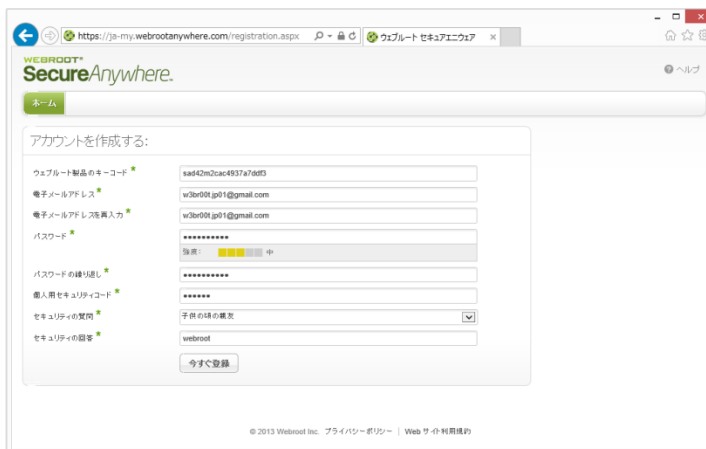 https://ja-my.webrootanywhere.com/registration.aspx
ウェブルート セキュアエニウェア
WEBROOT
SecureAnywhere.
ヘルプ
ホーム
アカウントを作成する:
ウェブルート製品のキーコード * sad42m2cac4937a7ddf3
電子メールアドレス * w3br00t.jp01@gmail.com
電子メールアドレスを再入力 * w3br00t.jp01@gmail.com
パスワード * ••••••••••
強度: 中
パスワードの繰り返し * ••••••••••
個人用セキュリティコード * ••••••
セキュリティの質問 * 子供の頃の親友
セキュリティの回答 * webroot
今すぐ登録
© 2013 Webroot Inc. プライバシーポリシー | Web サイト利用規約